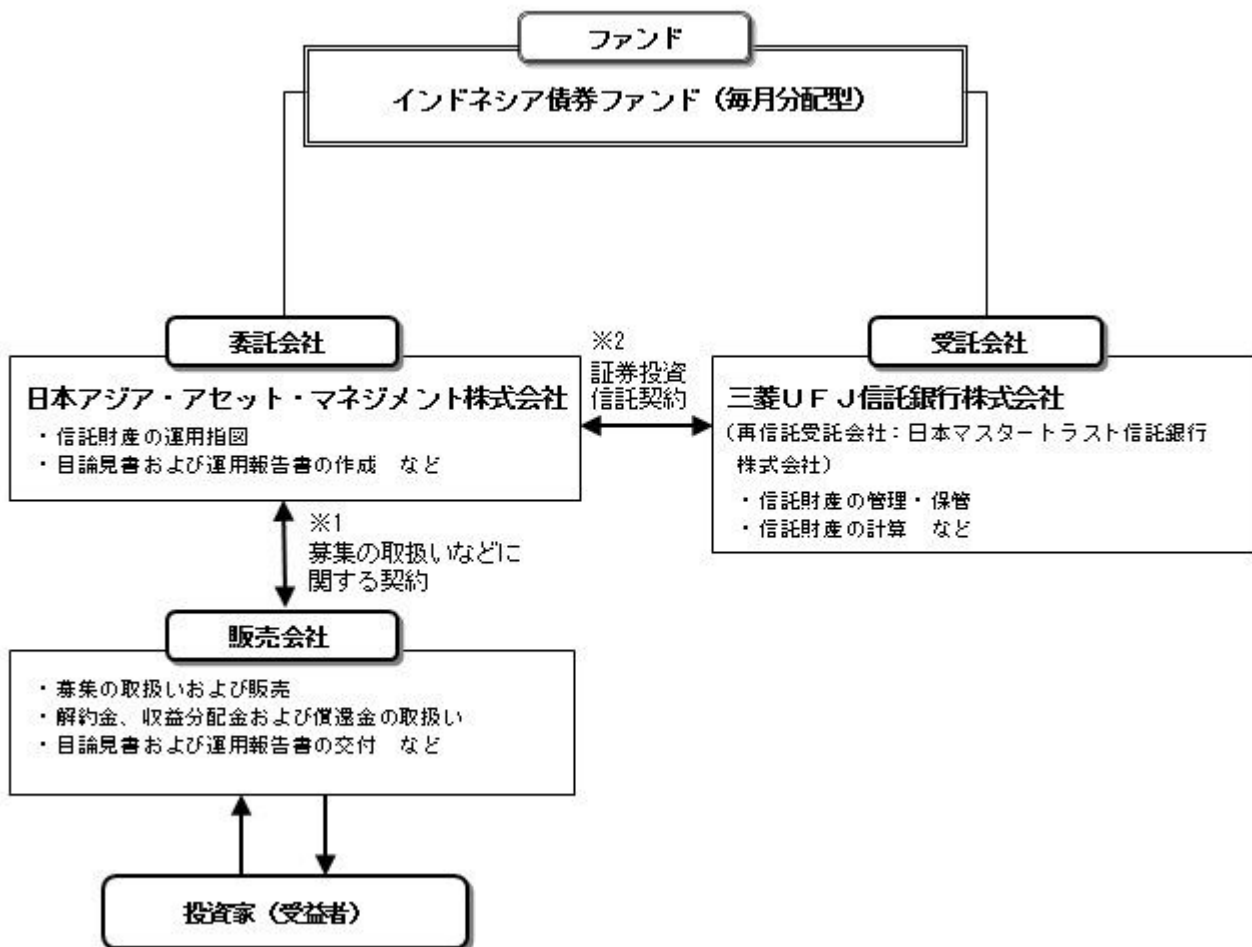 ファンド
インドネシア債券ファンド（毎月分配型）
委託会社
日本アジア・アセット・マネジメント株式会社
・信託財産の運用指図
・目論見書および運用報告書の作成　など
※2
証券投資
信託契約
受託会社
三菱ＵＦＪ信託銀行株式会社
（再信託受託会社：日本マスタートラスト信託銀行
株式会社）
・信託財産の管理・保管
・信託財産の計算　など
※1
募集の取扱いなどに
関する契約
販売会社
・募集の取扱いおよび販売
・解約金、収益分配金および償還金の取扱い
・目論見書および運用報告書の交付　など
投資家（受益者）